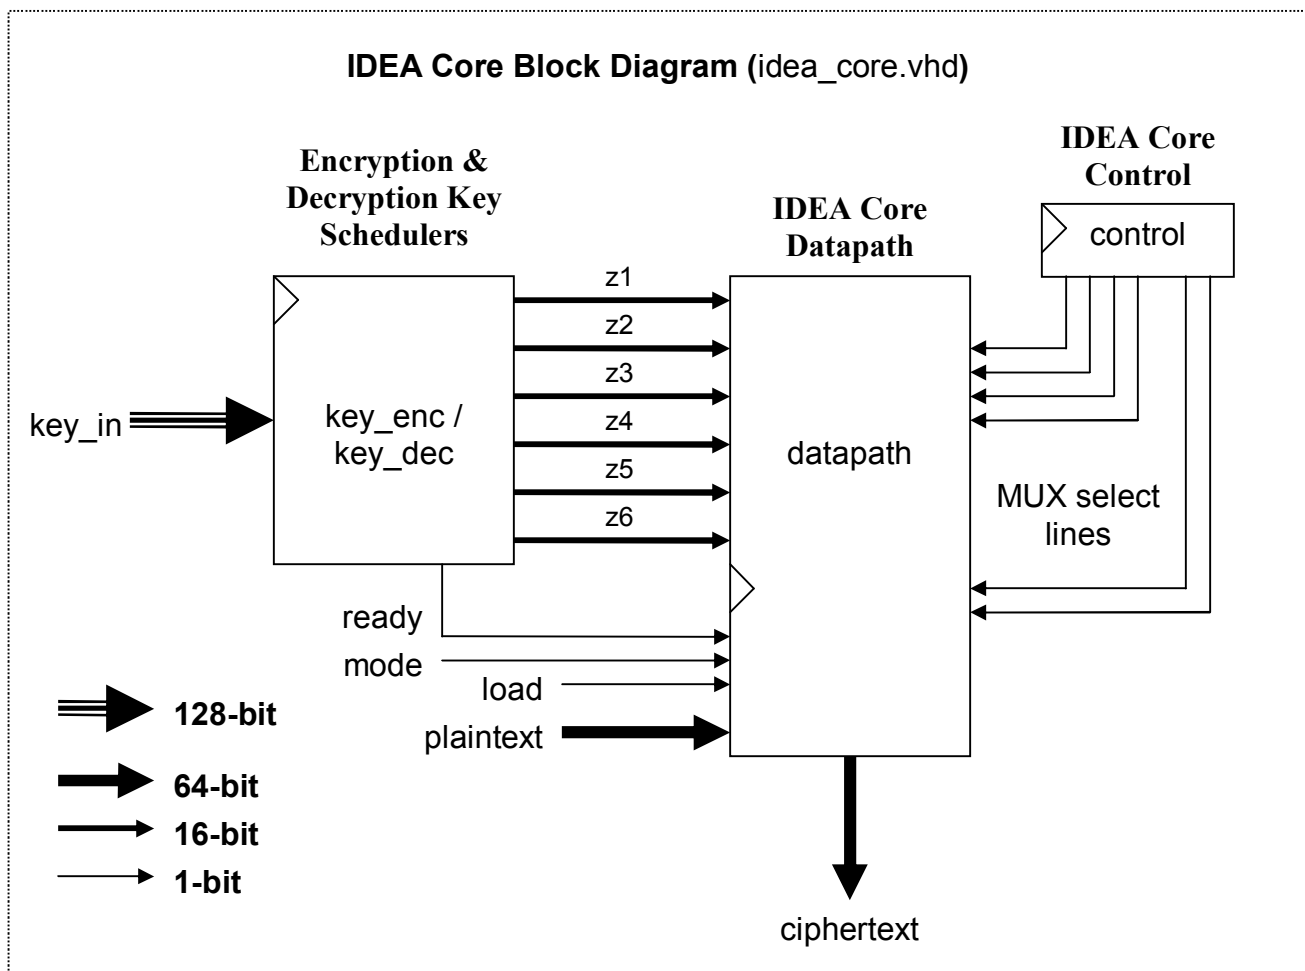 IDEA Core Block Diagram (idea_core.vhd)
Encryption &
Decryption Key
Schedulers
IDEA Core
Datapath
IDEA Core
Control
control
key_in
key_enc /
key_dec
z1
z2
z3
z4
z5
z6
datapath
MUX select
lines
ready
mode
load
plaintext
128-bit
64-bit
16-bit
1-bit
ciphertext